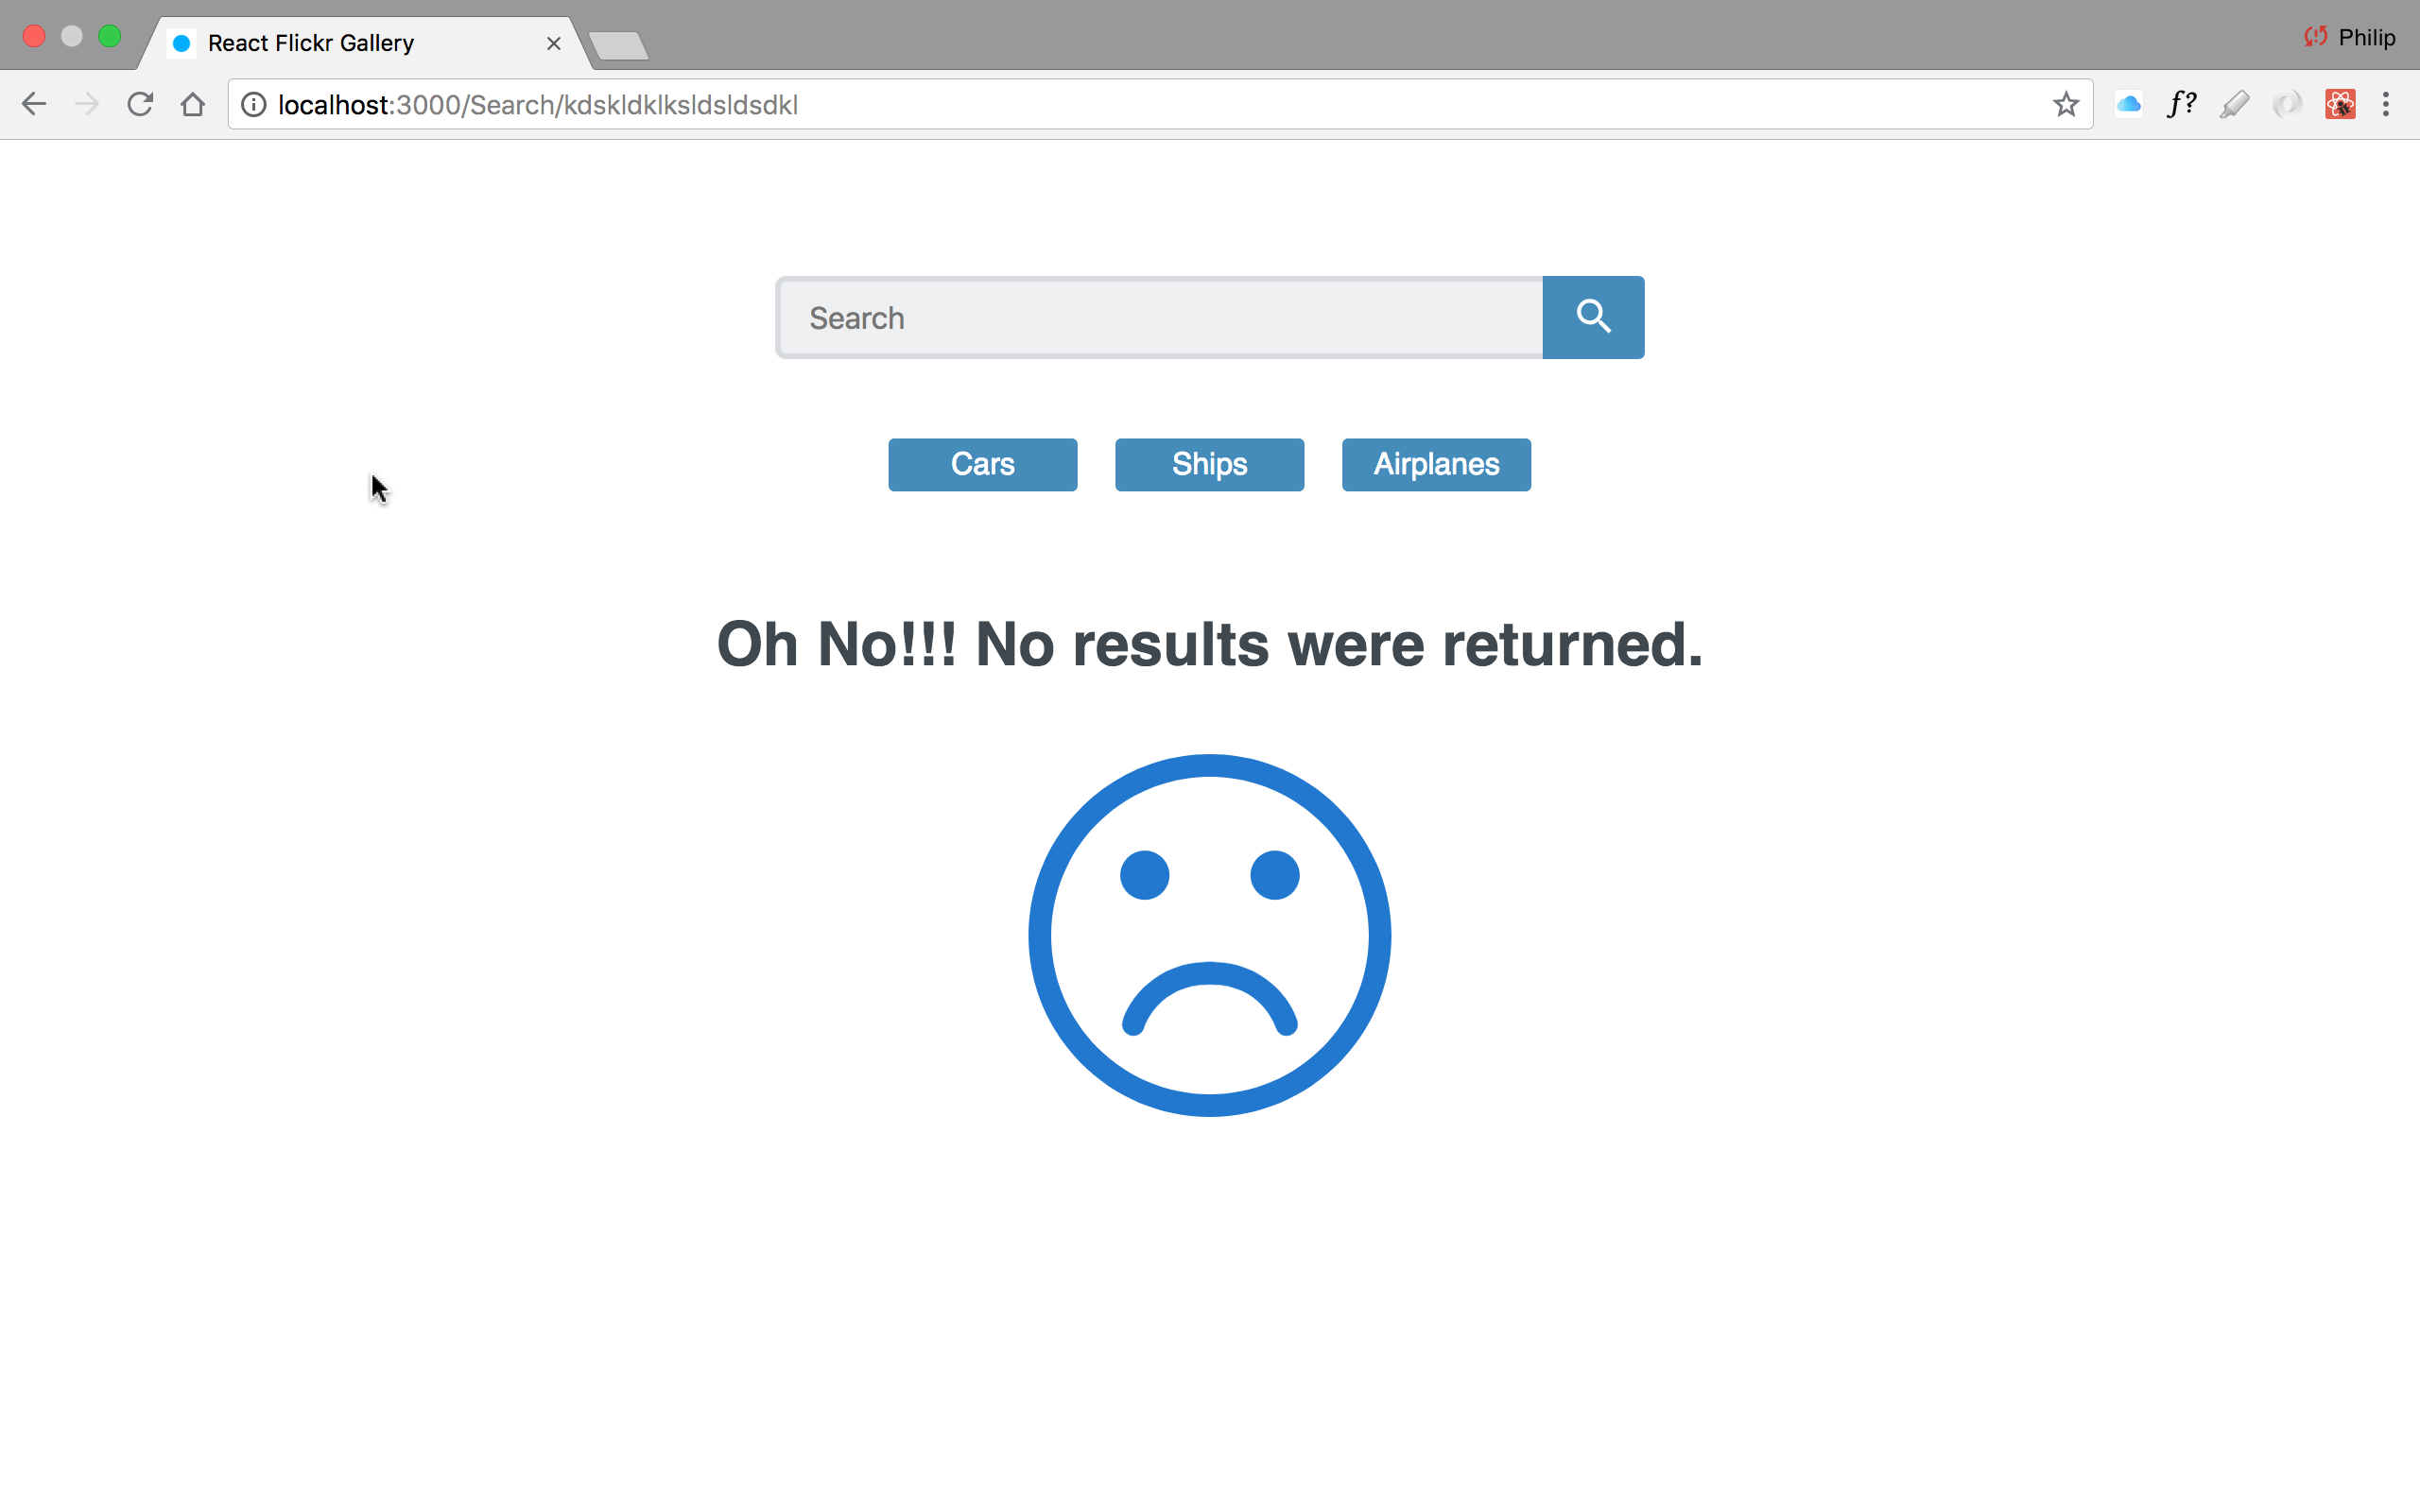 React Flickr Gallery
Philip
localhost:3000/Search/kdskldklksldsldsdkl
f?
Search
Cars
Ships
Airplanes
Oh No!!! No results were returned.